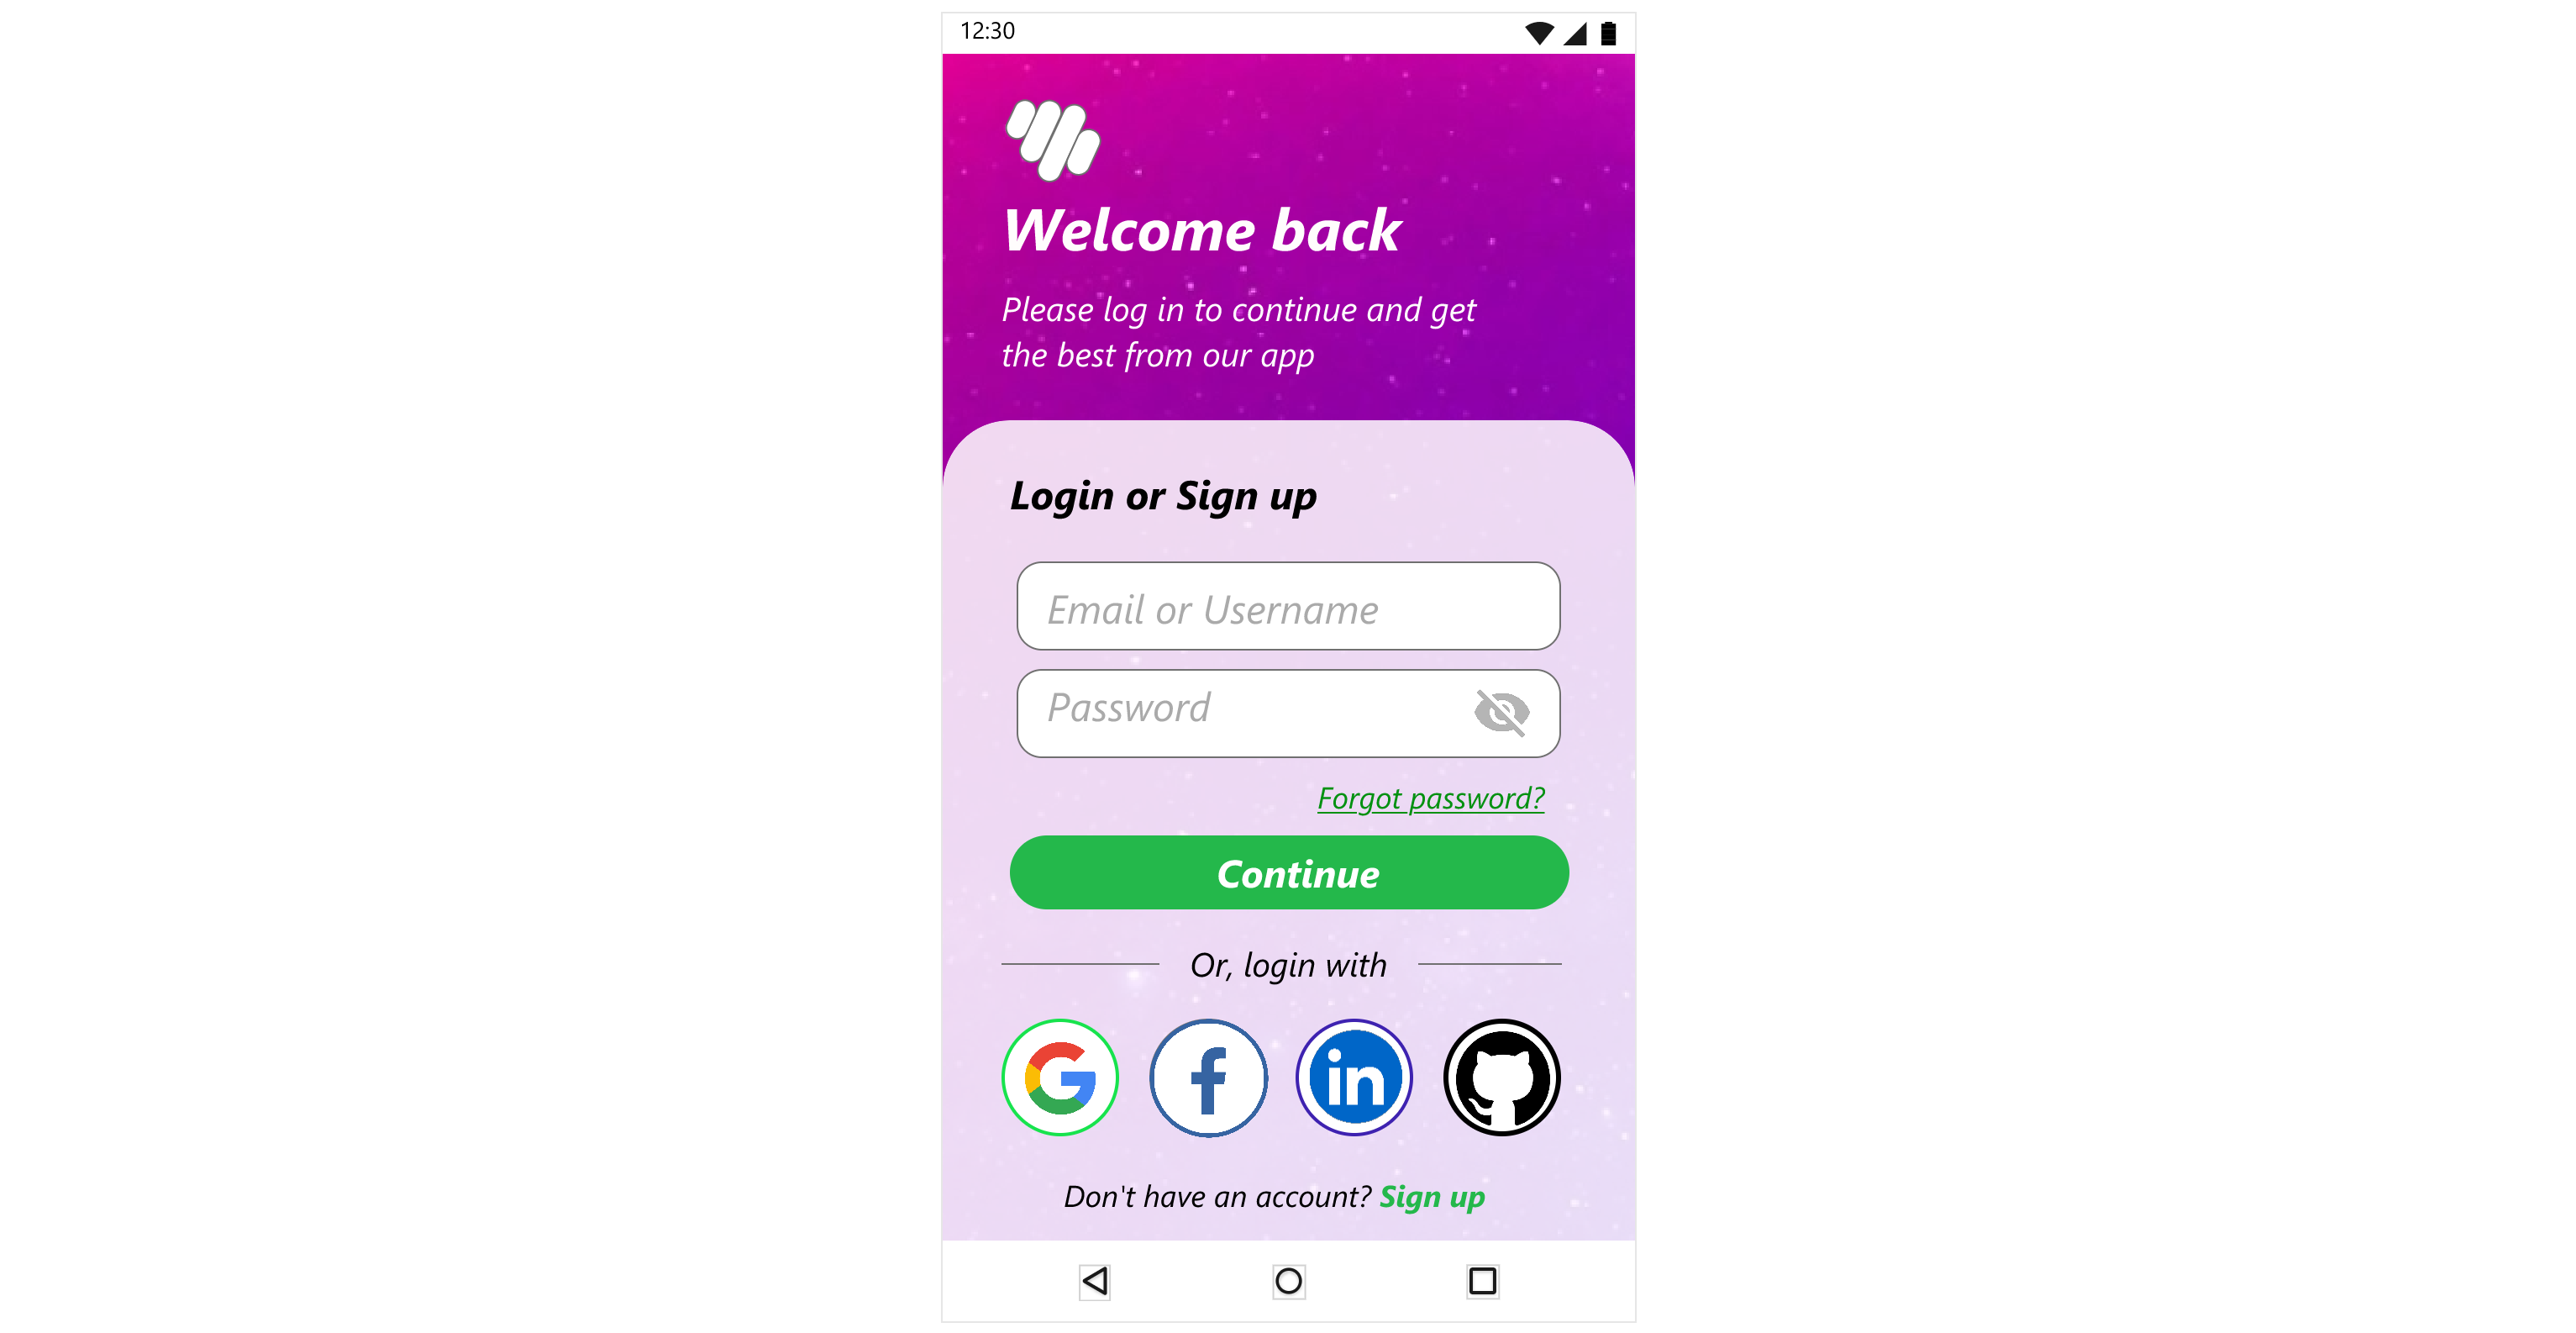 12:30
Welcome back
Please log in to continue and get
the best from our app
Login or Sign up
Email or Username
Password
Forgot password?
Continue
Or, login with
Don't have an account? Sign up